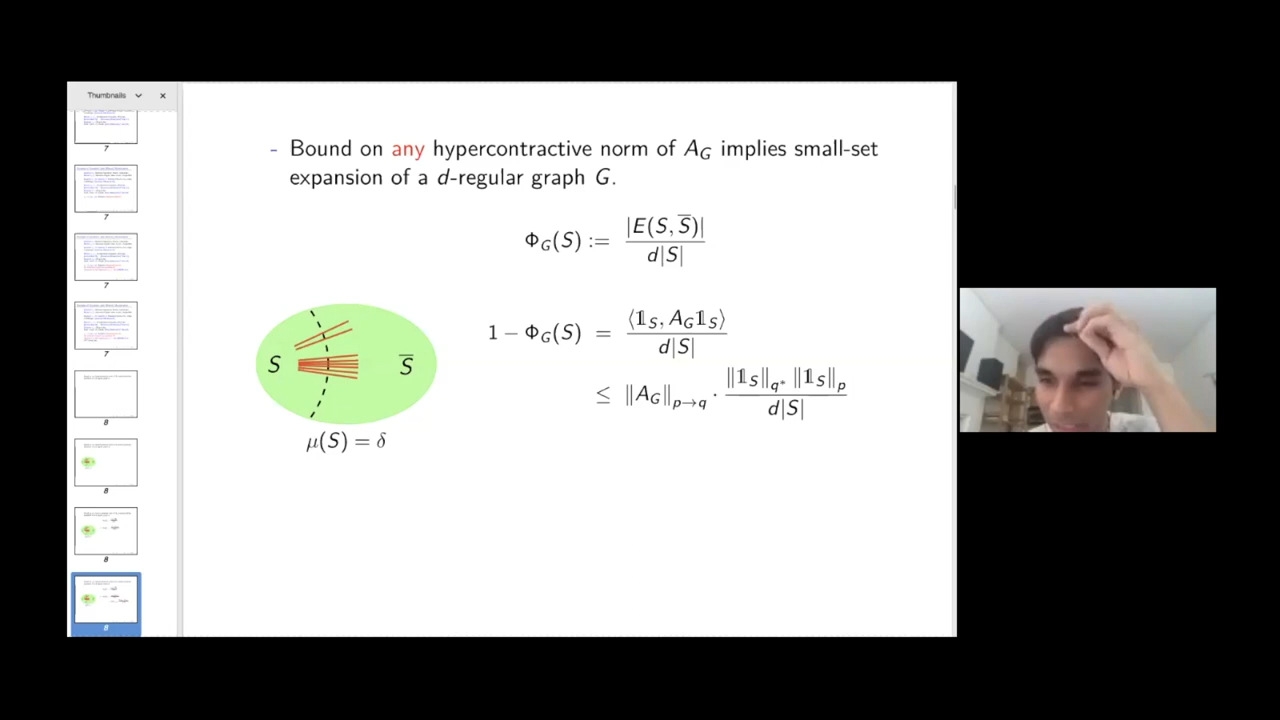 Thumbnails
7
7
7
7
8
8
8
8
- Bound on any hypercontractive norm of A_G implies small-set
expansion of a d-regular graph G.
Φ_G(S) := |E(S, S̅)| / d|S|
1 − Φ_G(S) = ⟨𝟙_S, A_G 𝟙_S⟩ / d|S|
≤ ‖A_G‖_{p→q} · ‖𝟙_S‖_{q*} ‖𝟙_S‖_p / d|S|
S S̅
μ(S) = δ